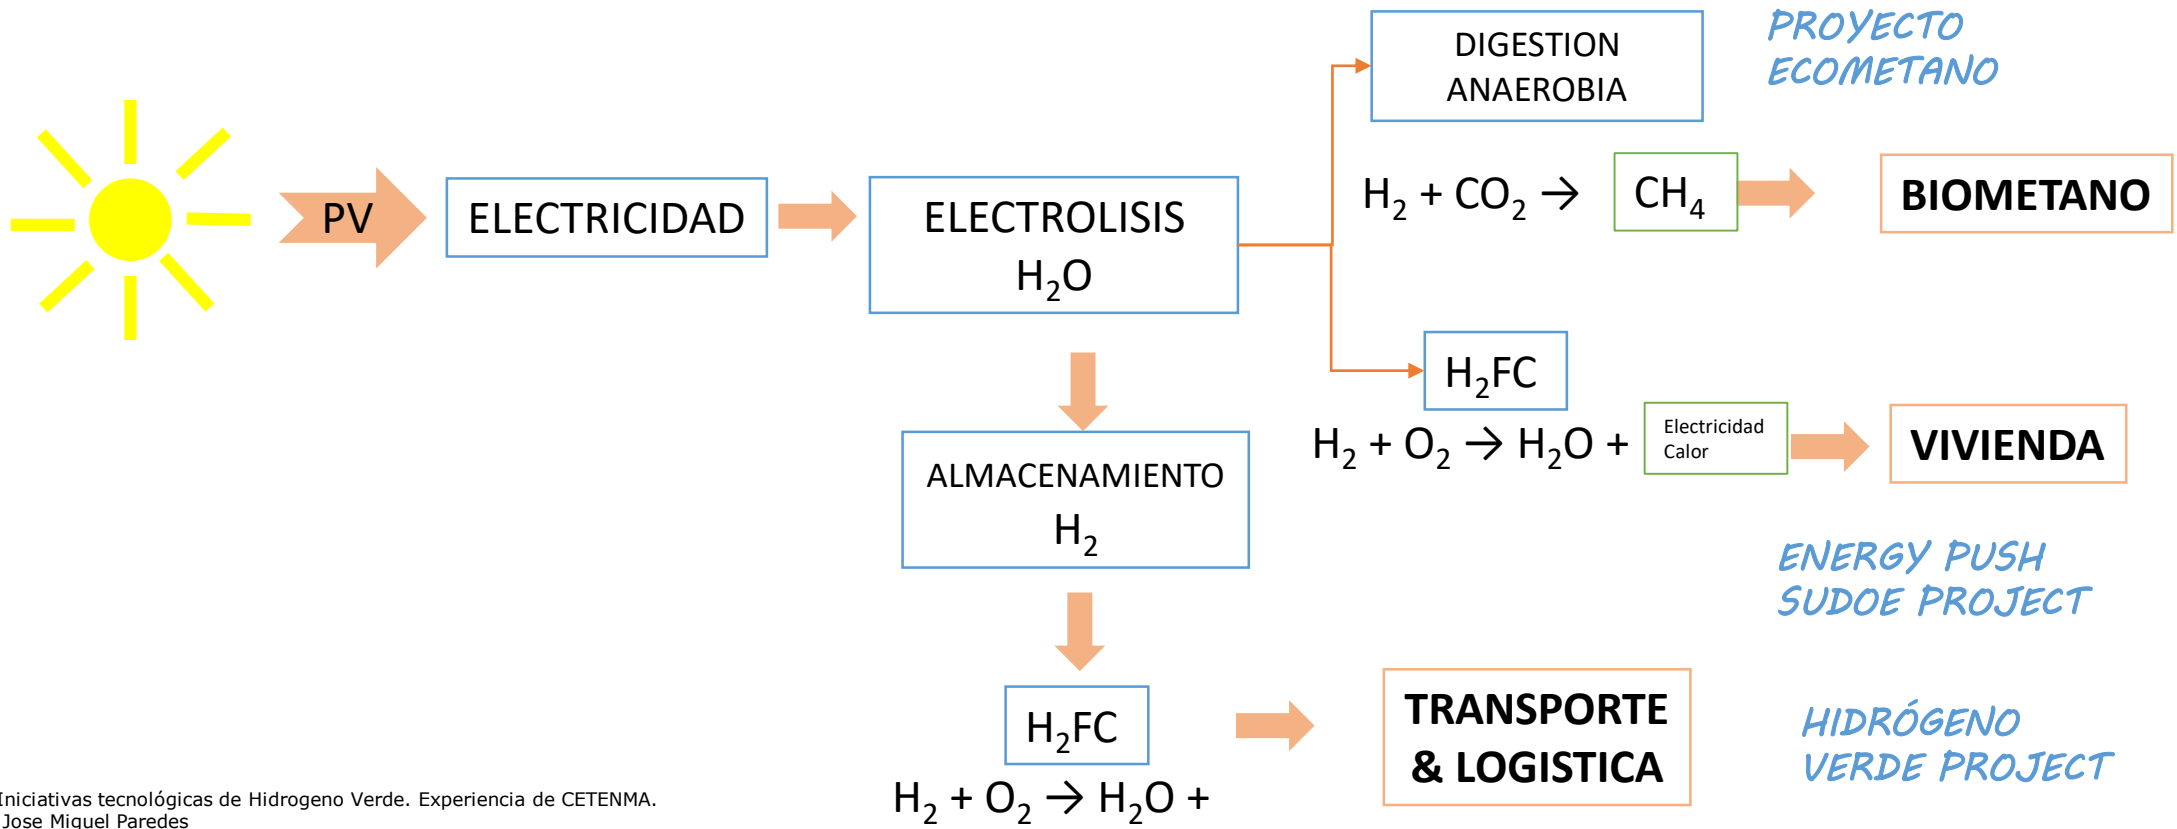 PROYECTO
ECOMETANO
DIGESTION
ANAEROBIA
PV
ELECTRICIDAD
ELECTROLISIS
H₂O
H₂ + CO₂ →
CH₄
BIOMETANO
H₂FC
H₂ + O₂ → H₂O +
Electricidad
Calor
VIVIENDA
ALMACENAMIENTO
H₂
ENERGY PUSH
SUDOE PROJECT
H₂FC
H₂ + O₂ → H₂O +
TRANSPORTE
& LOGISTICA
HIDRÓGENO
VERDE PROJECT
Iniciativas tecnológicas de Hidrogeno Verde. Experiencia de CETENMA.
Jose Miguel Paredes